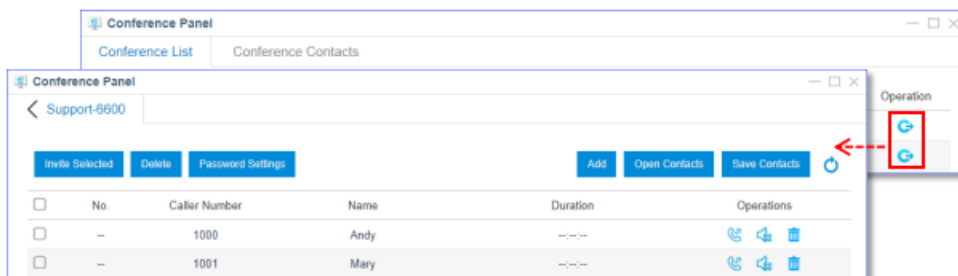 Conference Panel
Conference List Conference Contacts
Operation
Conference Panel
Support-6600
Invite Selected Delete Password Settings Add Open Contacts Save Contacts
No. Caller Number Name Duration Operations
-- 1000 Andy --:--:--
-- 1001 Mary --:--:--